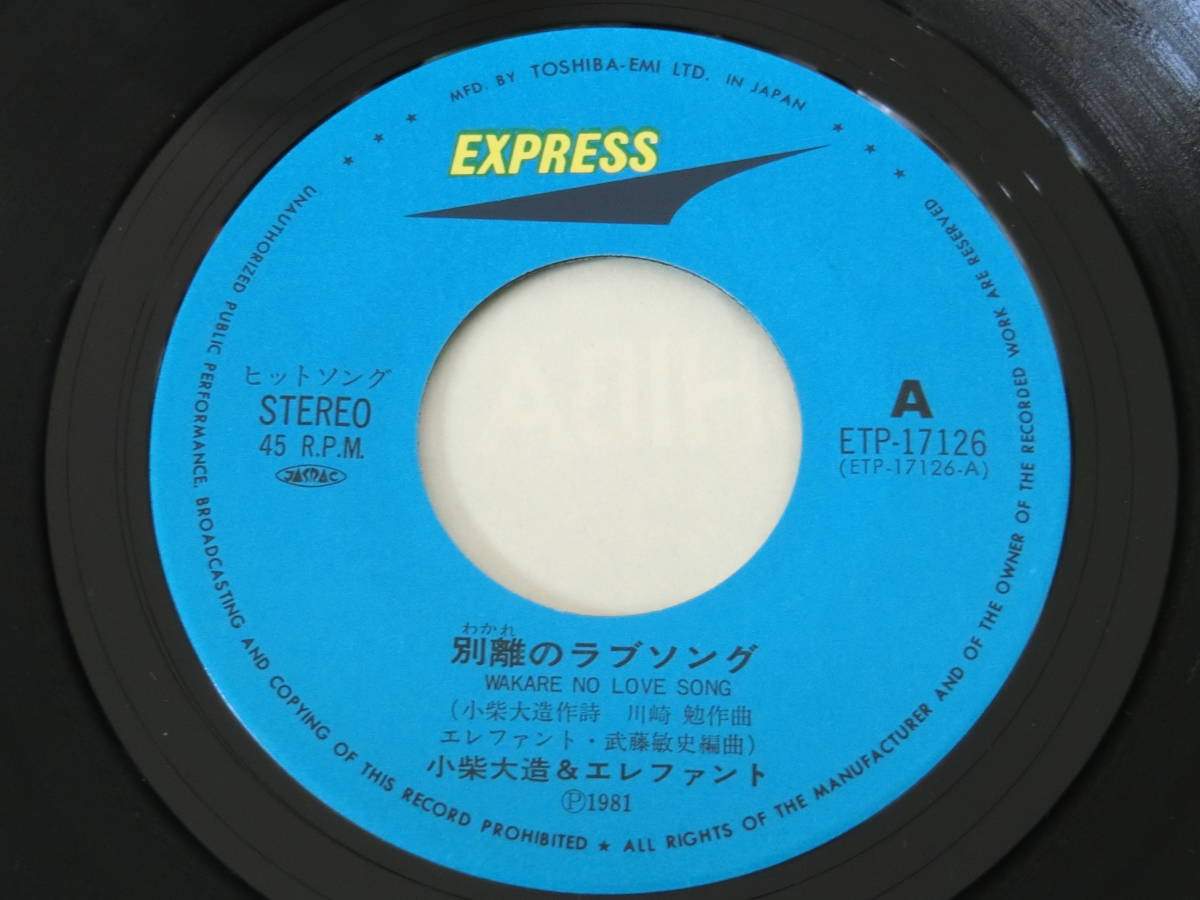 MFD. BY TOSHIBA-EMI LTD. IN JAPAN
EXPRESS
ヒットソング
STEREO
45 R.P.M.
JASRAC
A
ETP-17126
(ETP-17126-A)
わかれ
別離のラブソング
WAKARE NO LOVE SONG
(小柴大造作詩 川崎 勉作曲
エレファント・武藤敏史編曲)
小柴大造&エレファント
Ⓟ1981
UNAUTHORIZED PUBLIC PERFORMANCE, BROADCASTING AND COPYING OF THIS RECORD PROHIBITED ★ ALL RIGHTS OF THE MANUFACTURER AND OF THE OWNER OF THE RECORDED WORK ARE RESERVED